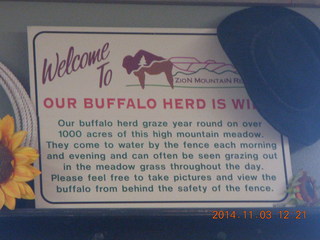 Welcome
To
ZION MOUNTAIN
OUR BUFFALO HERD IS
Our buffalo herd graze year round on over
1000 acres of this high mountain meadow.
They come to water by the fence each morning
and evening and can often be seen grazing out
in the meadow grass throughout the day.
Please feel free to take pictures and view the
buffalo from behind the safety of the fence.
2014.11.03 12:21